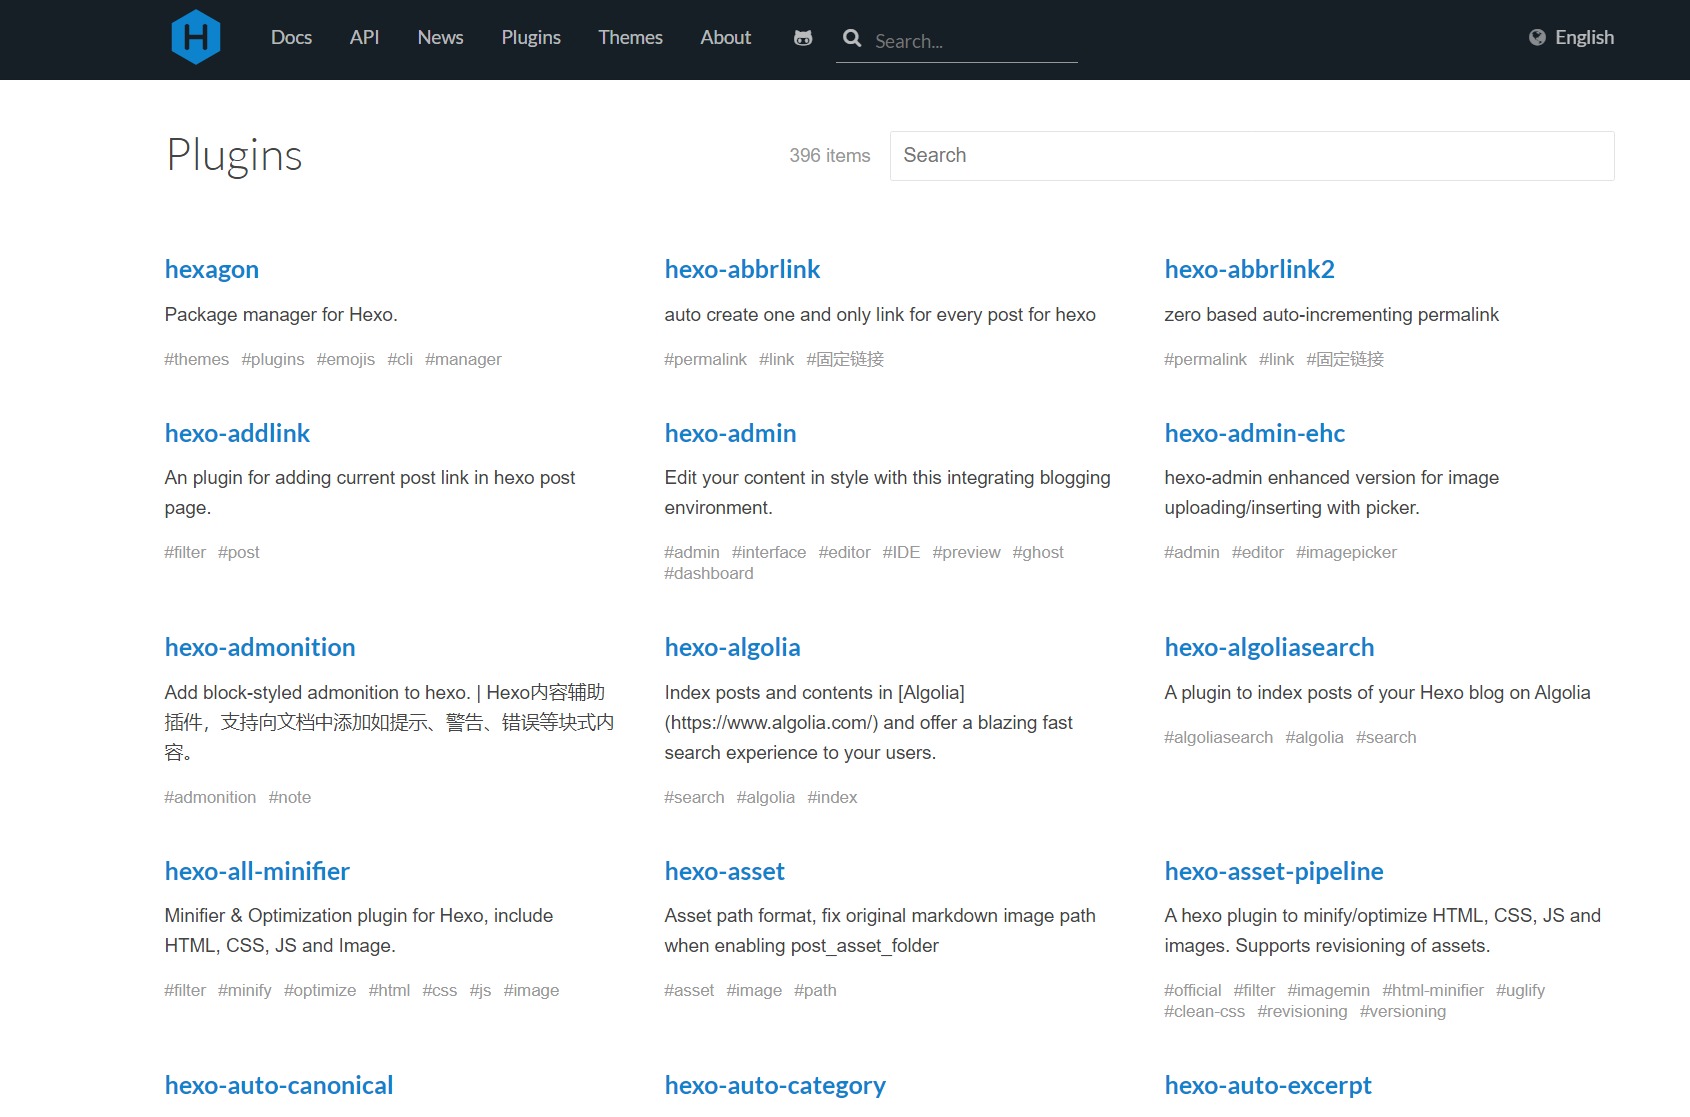 Docs API News Plugins Themes About Search... English
Plugins 396 items Search
hexagon
Package manager for Hexo.
#themes #plugins #emojis #cli #manager
hexo-abbrlink
auto create one and only link for every post for hexo
#permalink #link #固定链接
hexo-abbrlink2
zero based auto-incrementing permalink
#permalink #link #固定链接
hexo-addlink
An plugin for adding current post link in hexo post
page.
#filter #post
hexo-admin
Edit your content in style with this integrating blogging
environment.
#admin #interface #editor #IDE #preview #ghost
#dashboard
hexo-admin-ehc
hexo-admin enhanced version for image
uploading/inserting with picker.
#admin #editor #imagepicker
hexo-admonition
Add block-styled admonition to hexo. | Hexo内容辅助
插件，支持向文档中添加如提示、警告、错误等块式内
容。
#admonition #note
hexo-algolia
Index posts and contents in [Algolia]
(https://www.algolia.com/) and offer a blazing fast
search experience to your users.
#search #algolia #index
hexo-algoliasearch
A plugin to index posts of your Hexo blog on Algolia
#algoliasearch #algolia #search
hexo-all-minifier
Minifier & Optimization plugin for Hexo, include
HTML, CSS, JS and Image.
#filter #minify #optimize #html #css #js #image
hexo-asset
Asset path format, fix original markdown image path
when enabling post_asset_folder
#asset #image #path
hexo-asset-pipeline
A hexo plugin to minify/optimize HTML, CSS, JS and
images. Supports revisioning of assets.
#official #filter #imagemin #html-minifier #uglify
#clean-css #revisioning #versioning
hexo-auto-canonical
hexo-auto-category
hexo-auto-excerpt